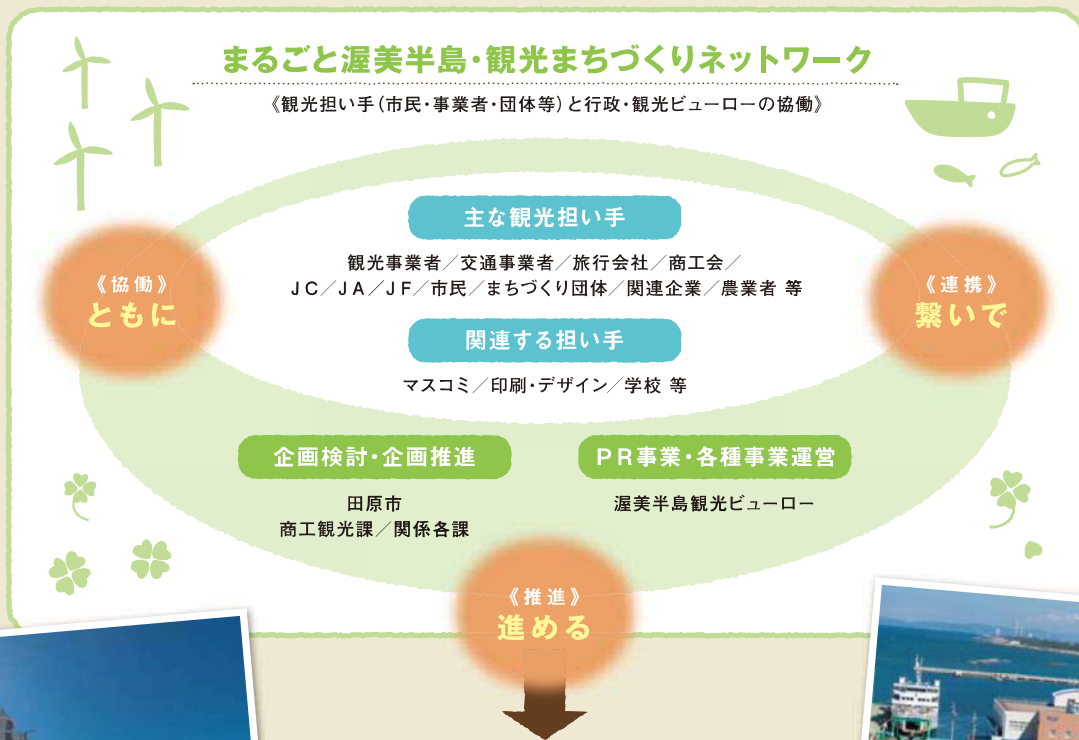 まるごと渥美半島・観光まちづくりネットワーク
《観光担い手（市民・事業者・団体等）と行政・観光ビューローの協働》
主な観光担い手
観光事業者／交通事業者／旅行会社／商工会／
ＪＣ／ＪＡ／ＪＦ／市民／まちづくり団体／関連企業／農業者 等
《協働》
ともに
《連携》
繋いで
関連する担い手
マスコミ／印刷・デザイン／学校 等
企画検討・企画推進
田原市
商工観光課／関係各課
ＰＲ事業・各種事業運営
渥美半島観光ビューロー
《推進》
進める